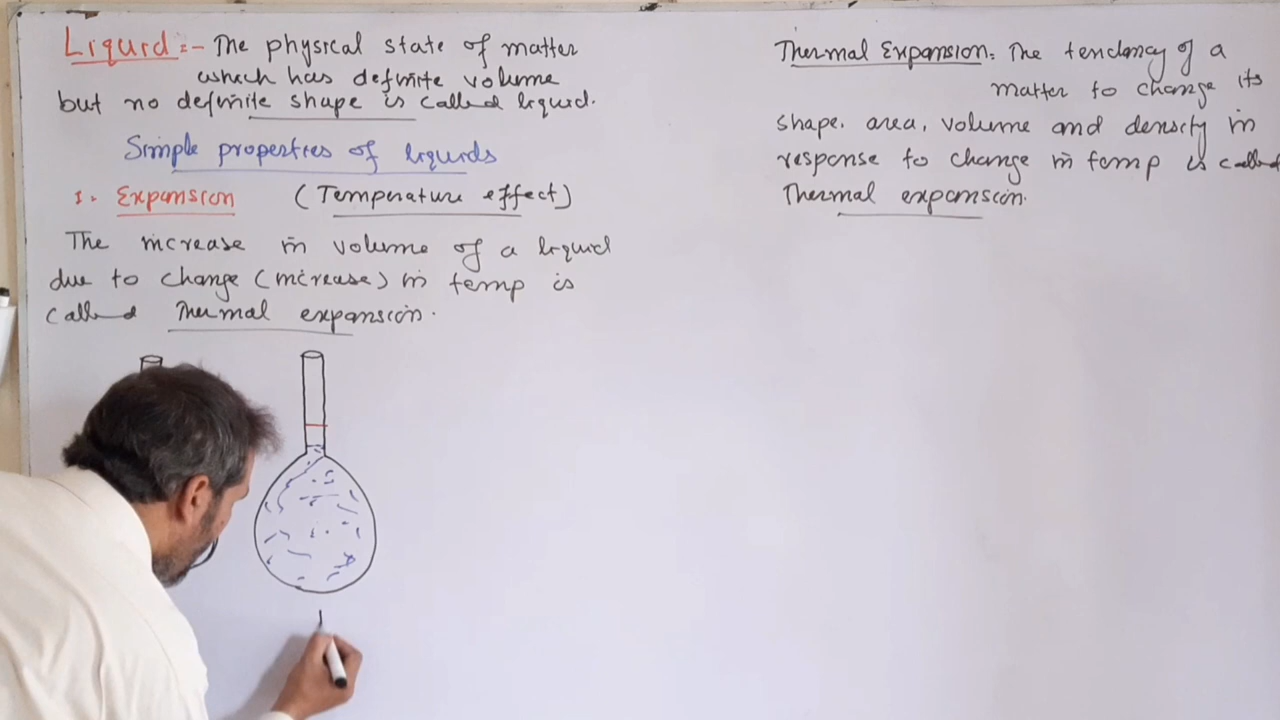 Liquid :- The physical state of matter
which has definite volume
but no definite shape is called liquid.
Simple properties of liquids
1. Expansion (Temperature effect)
The increase in volume of a liquid
due to change (increase) in temp is
called Thermal expansion.
Thermal Expansion: The tendency of a
matter to change its
shape. area, volume and density in
response to change in temp is called
Thermal expansion.